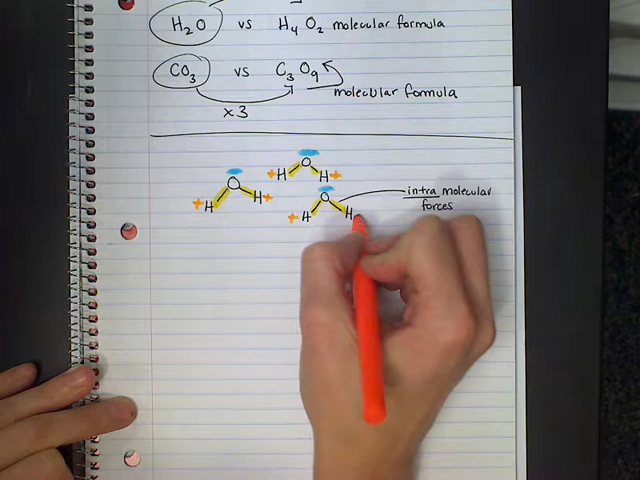 H2O vs H4O2 molecular formula
CO3 vs C3O9
molecular formula
x3
O
+ H H +
O
+ H H +
O
+ H H
intra molecular
forces